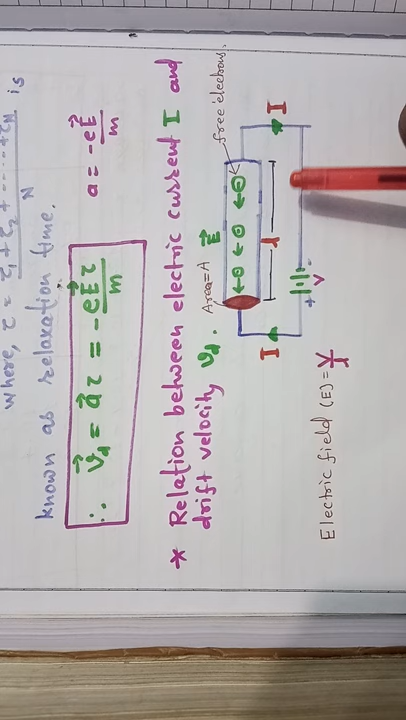 where, τ = τ₁ + τ₂ + ----- + τN / N is
known as relaxation time.
∴ v⃗d = a⃗τ = -eE⃗τ / m
a = -eE⃗ / m
* Relation between electric current I and
drift velocity vd.
Area=A
E⃗
free electrons.
I
l
I
+
-
V
Electric field (E) = V/l